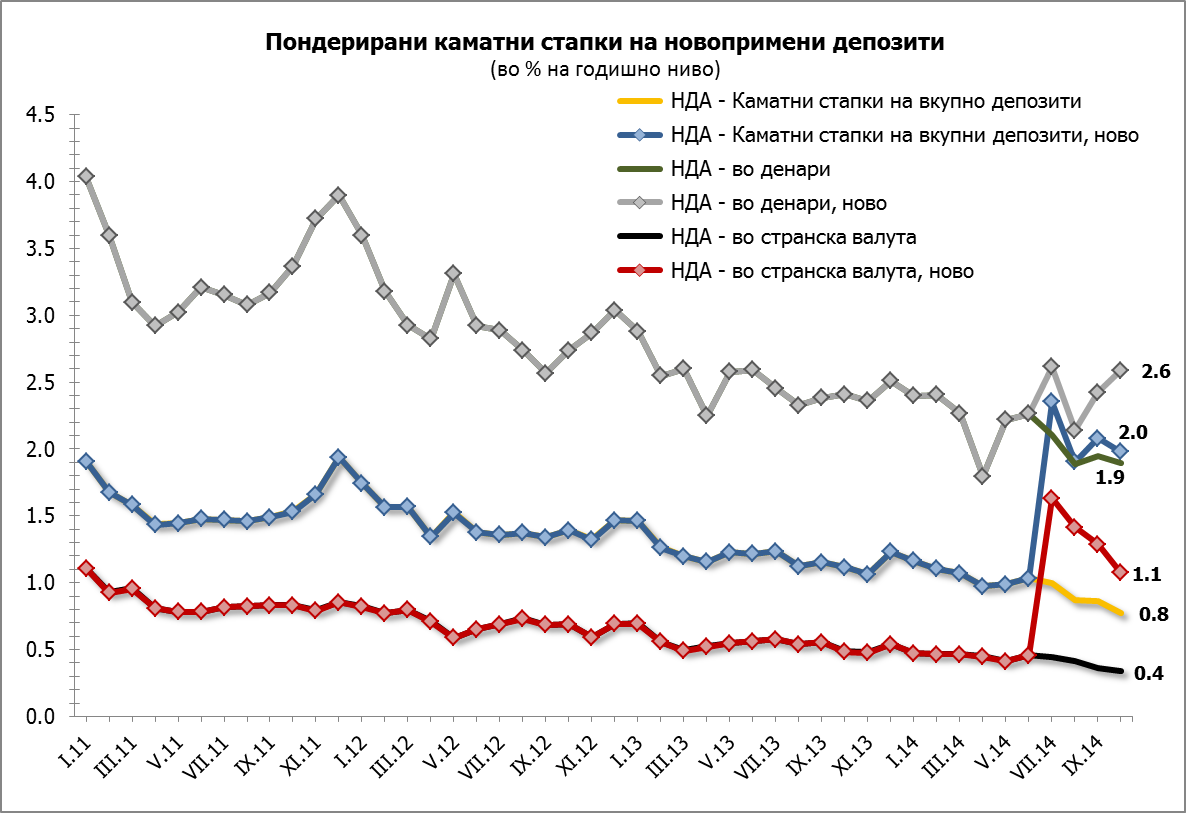 Пондерирани каматни стапки на новопримени депозити
(во % на годишно ниво)
НДА - Каматни стапки на вкупно депозити
НДА - Каматни стапки на вкупни депозити, ново
НДА - во денари
НДА - во денари, ново
НДА - во странска валута
НДА - во странска валута, ново
4.5
4.0
3.5
3.0
2.5
2.0
1.5
1.0
0.5
0.0
2.6
2.0
1.9
1.1
0.8
0.4
I.11
III.11
V.11
VII.11
IX.11
XI.11
I.12
III.12
V.12
VII.12
IX.12
XI.12
I.13
III.13
V.13
VII.13
IX.13
XI.13
I.14
III.14
V.14
VII.14
IX.14